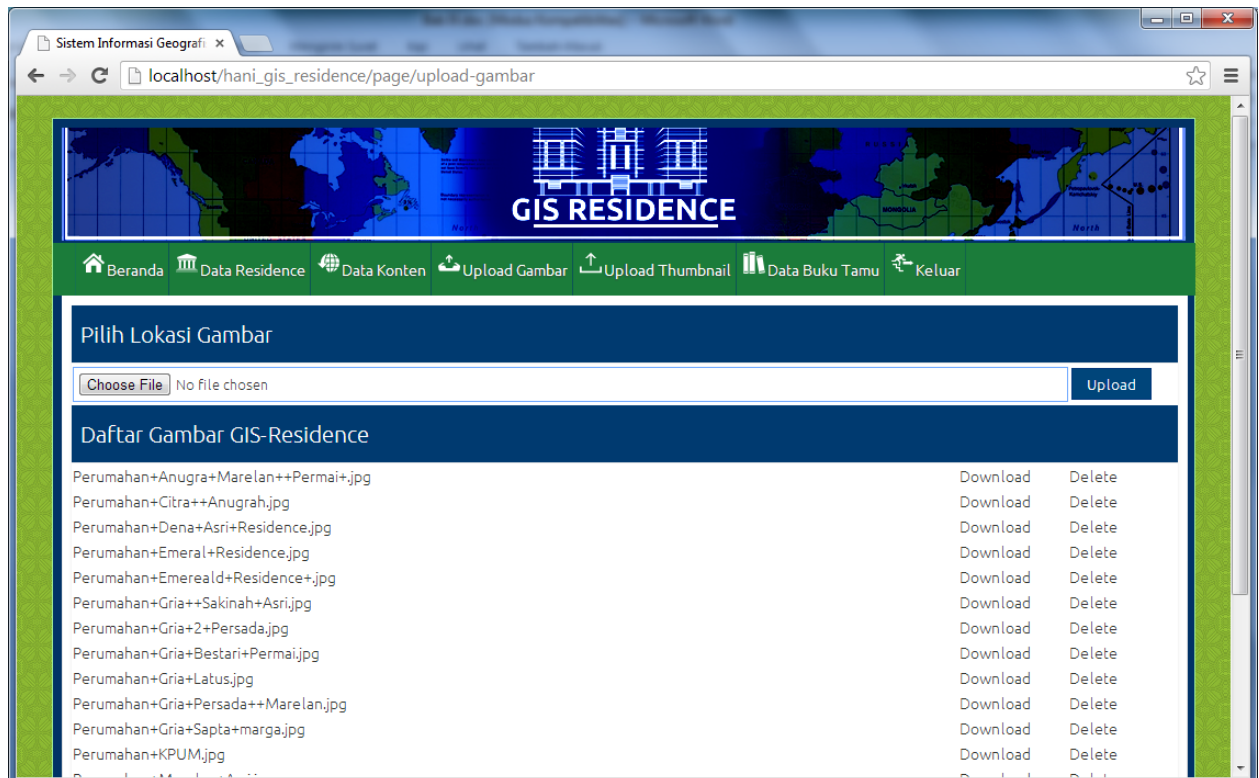 Sistem Informasi Geografi
localhost/hani_gis_residence/page/upload-gambar
MONGOLIA
North
GIS RESIDENCE
Beranda Data Residence Data Konten Upload Gambar Upload Thumbnail Data Buku Tamu Keluar
Pilih Lokasi Gambar
Choose File No file chosen Upload
Daftar Gambar GIS-Residence
Perumahan+Anugra+Marelan++Permai+.jpg Download Delete
Perumahan+Citra++Anugrah.jpg Download Delete
Perumahan+Dena+Asri+Residence.jpg Download Delete
Perumahan+Emeral+Residence.jpg Download Delete
Perumahan+Emereald+Residence+.jpg Download Delete
Perumahan+Gria++Sakinah+Asri.jpg Download Delete
Perumahan+Gria+2+Persada.jpg Download Delete
Perumahan+Gria+Bestari+Permai.jpg Download Delete
Perumahan+Gria+Latus.jpg Download Delete
Perumahan+Gria+Persada++Marelan.jpg Download Delete
Perumahan+Gria+Sapta+marga.jpg Download Delete
Perumahan+KPUM.jpg Download Delete